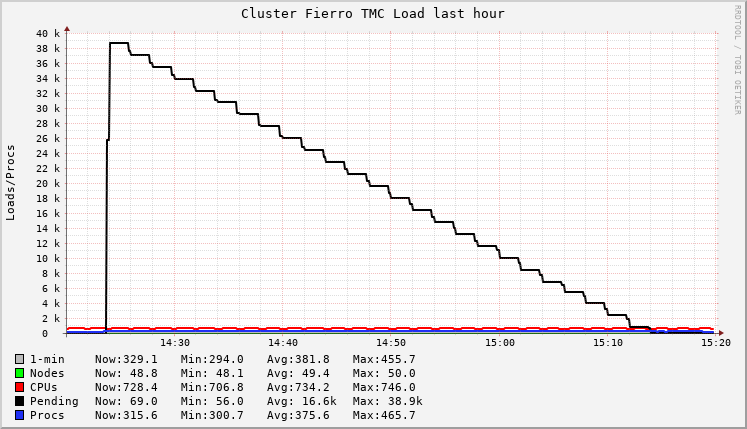 Cluster Fierro TMC Load last hour
RRDTOOL / TOBI OETIKER
Loads/Procs
40 k
38 k
36 k
34 k
32 k
30 k
28 k
26 k
24 k
22 k
20 k
18 k
16 k
14 k
12 k
10 k
8 k
6 k
4 k
2 k
0
14:30 14:40 14:50 15:00 15:10 15:20
1-min Now:329.1 Min:294.0 Avg:381.8 Max:455.7
Nodes Now: 48.8 Min: 48.1 Avg: 49.4 Max: 50.0
CPUs Now:728.4 Min:706.8 Avg:734.2 Max:746.0
Pending Now: 69.0 Min: 56.0 Avg: 16.6k Max: 38.9k
Procs Now:315.6 Min:300.7 Avg:375.6 Max:465.7